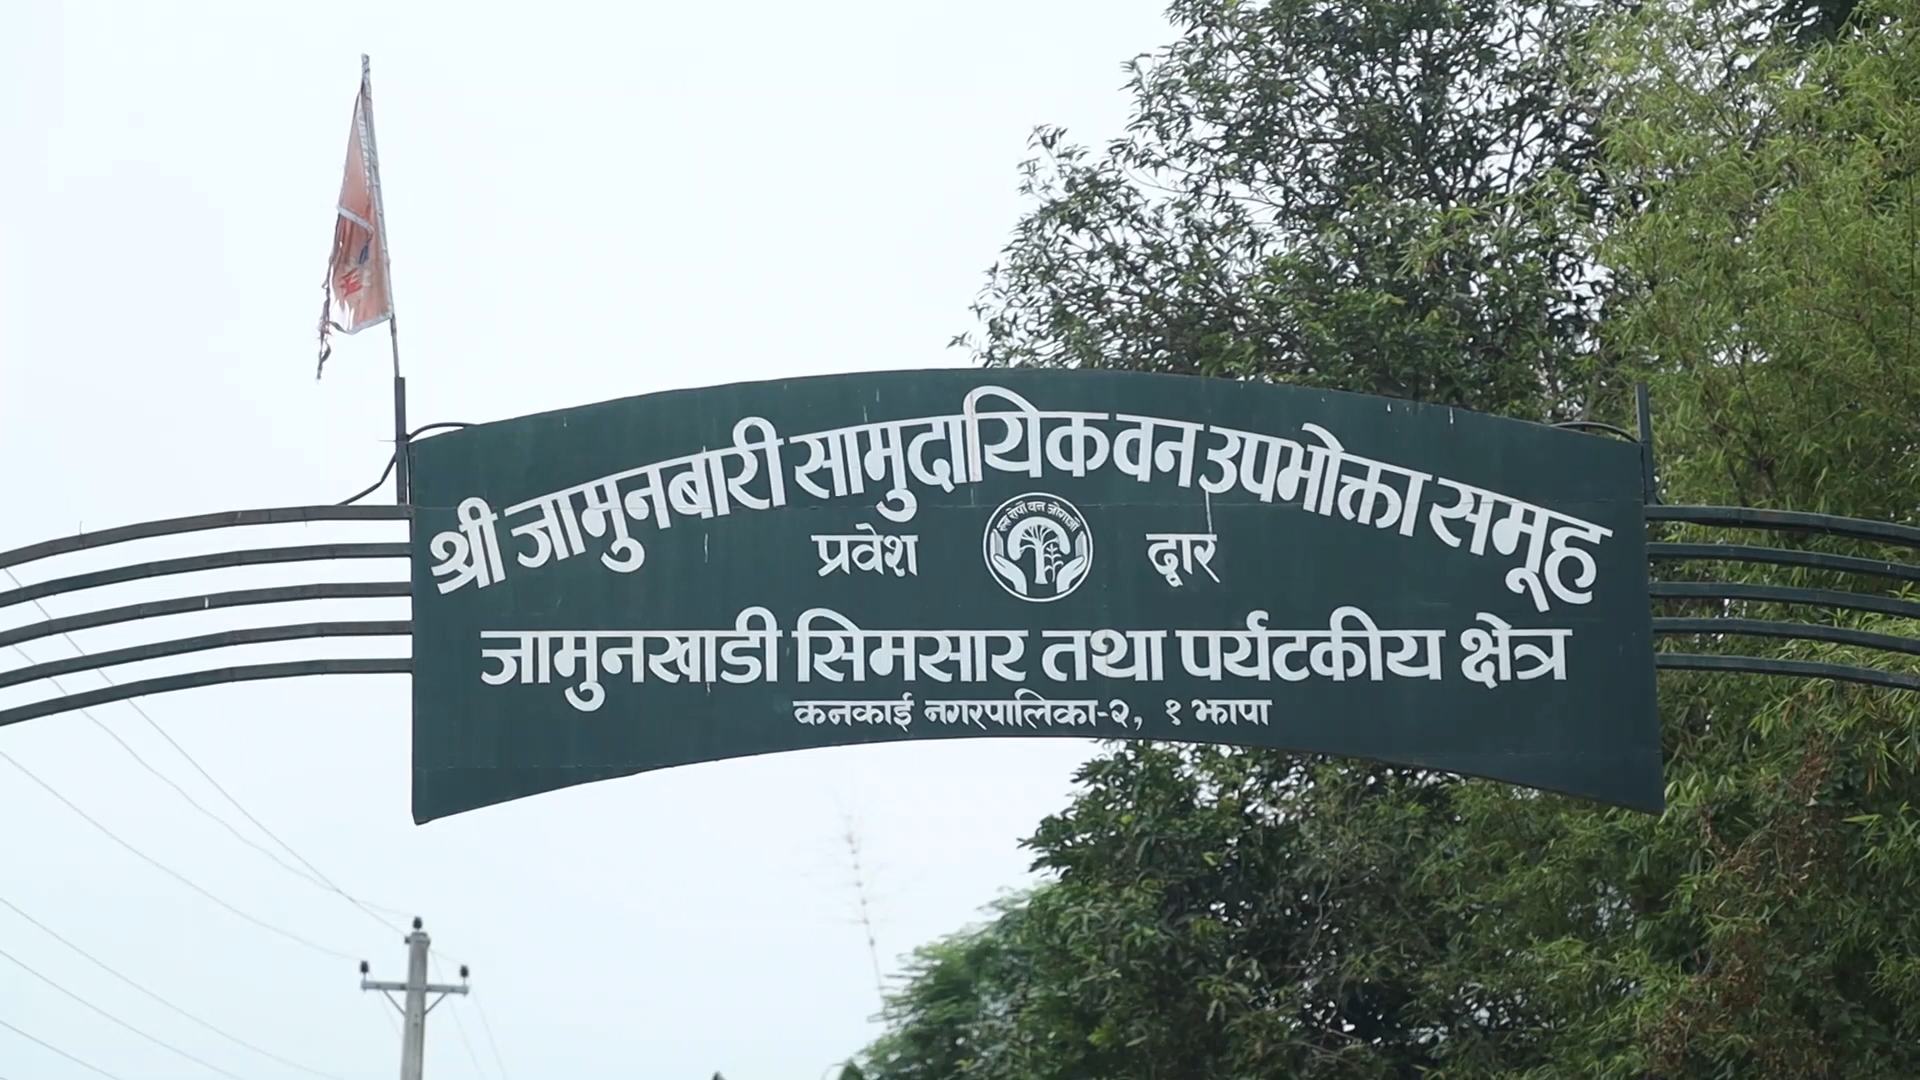 श्री जामुनबारी सामुदायिक वन उपभोक्ता समूह
प्रवेश द्वार
जामुनखाडी सिमसार तथा पर्यटकीय क्षेत्र
कनकाई नगरपालिका-२, १ झापा